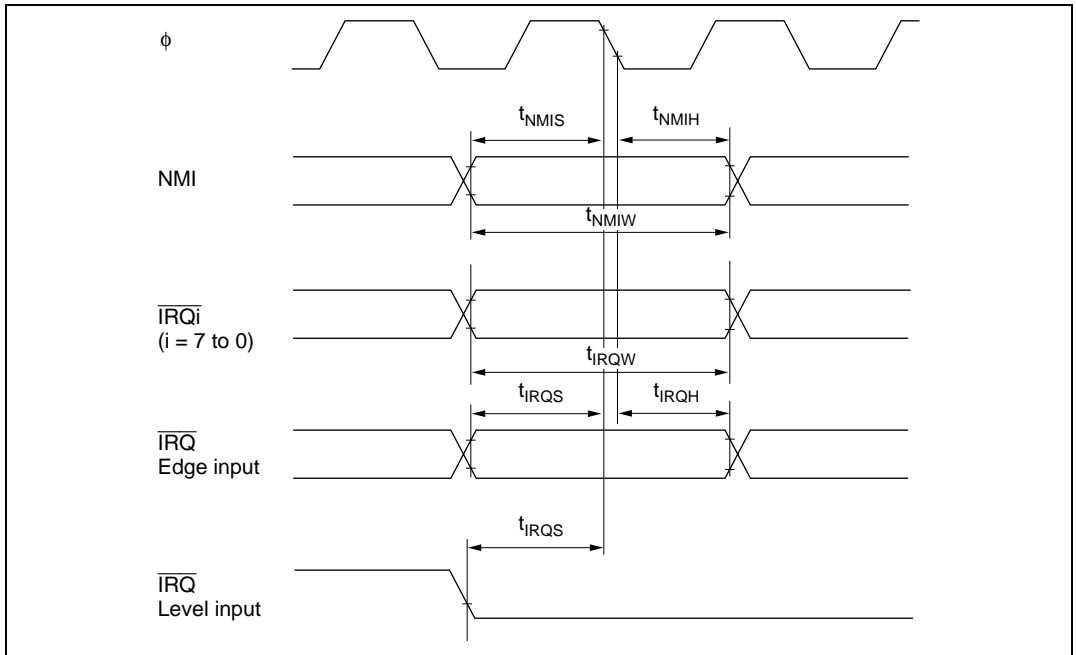 ϕ
tNMIS
tNMIH
NMI
tNMIW
IRQi
(i = 7 to 0)
tIRQW
tIRQS
tIRQH
IRQ
Edge input
tIRQS
IRQ
Level input